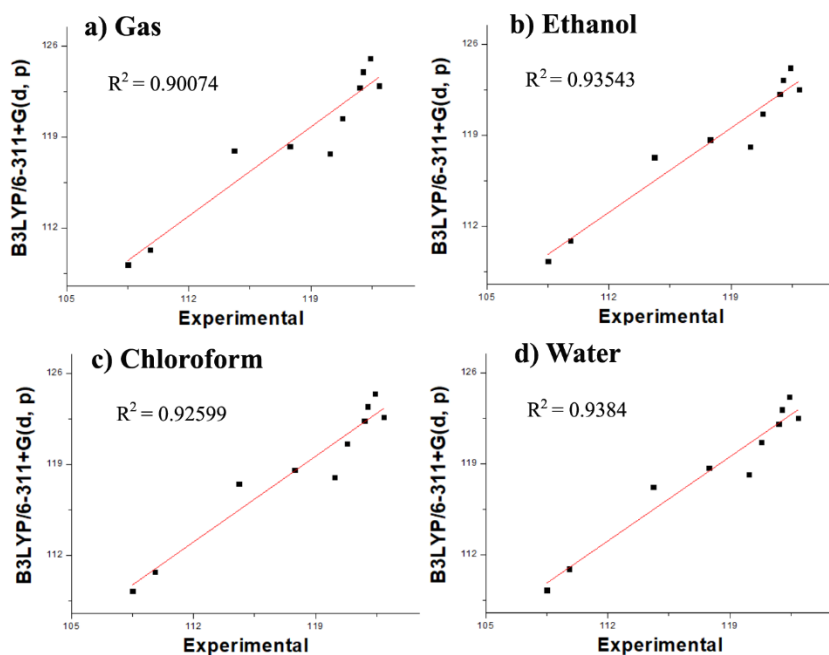 a) Gas
R² = 0.90074
B3LYP/6-311+G(d, p)
126
119
112
105
112
119
Experimental
b) Ethanol
R² = 0.93543
B3LYP/6-311+G(d, p)
126
119
112
105
112
119
Experimental
c) Chloroform
R² = 0.92599
B3LYP/6-311+G(d, p)
126
119
112
105
112
119
Experimental
d) Water
R² = 0.9384
B3LYP/6-311+G(d, p)
126
119
112
105
112
119
Experimental